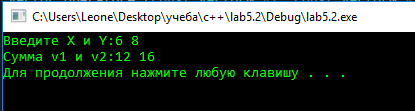 C:\Users\Leone\Desktop\учеба\c++\lab5.2\Debug\lab5.2.exe
Введите X и Y:6 8
Сумма v1 и v2:12 16
Для продолжения нажмите любую клавишу . . .